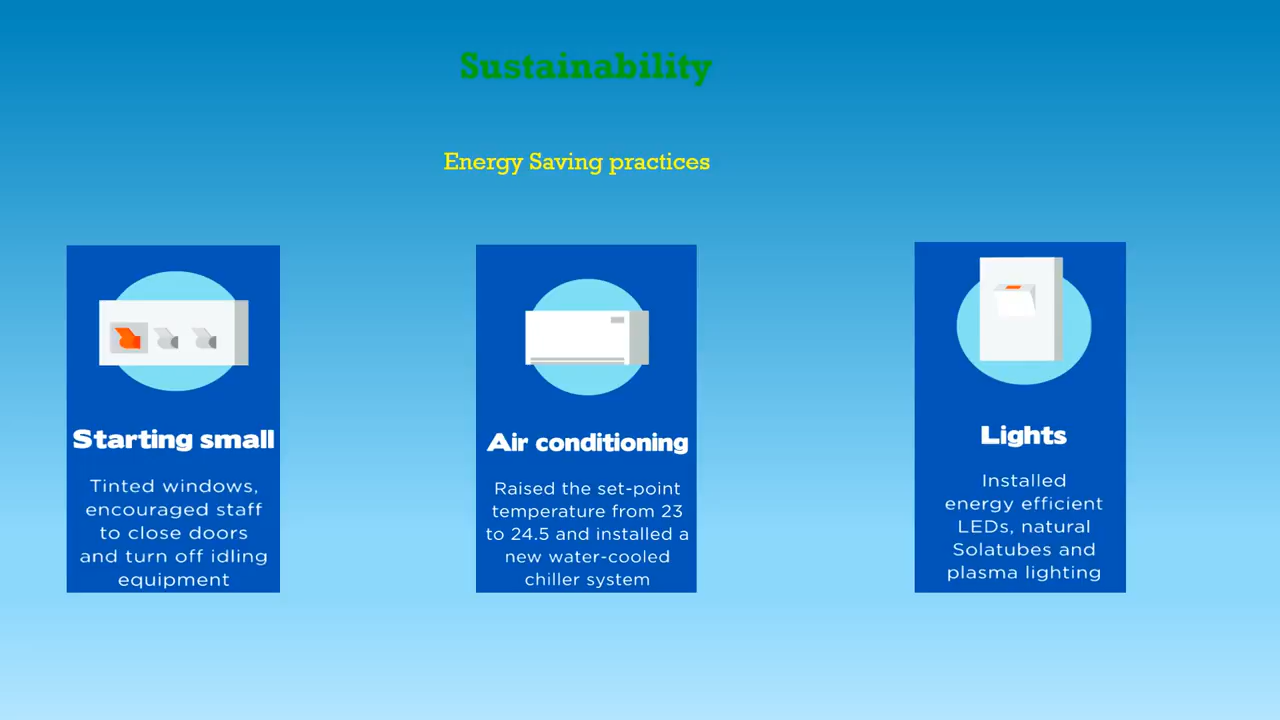 Sustainability
Energy Saving practices
Starting small
Tinted windows,
encouraged staff
to close doors
and turn off idling
equipment
Air conditioning
Raised the set-point
temperature from 23
to 24.5 and installed a
new water-cooled
chiller system
Lights
Installed
energy efficient
LEDs, natural
Solatubes and
plasma lighting